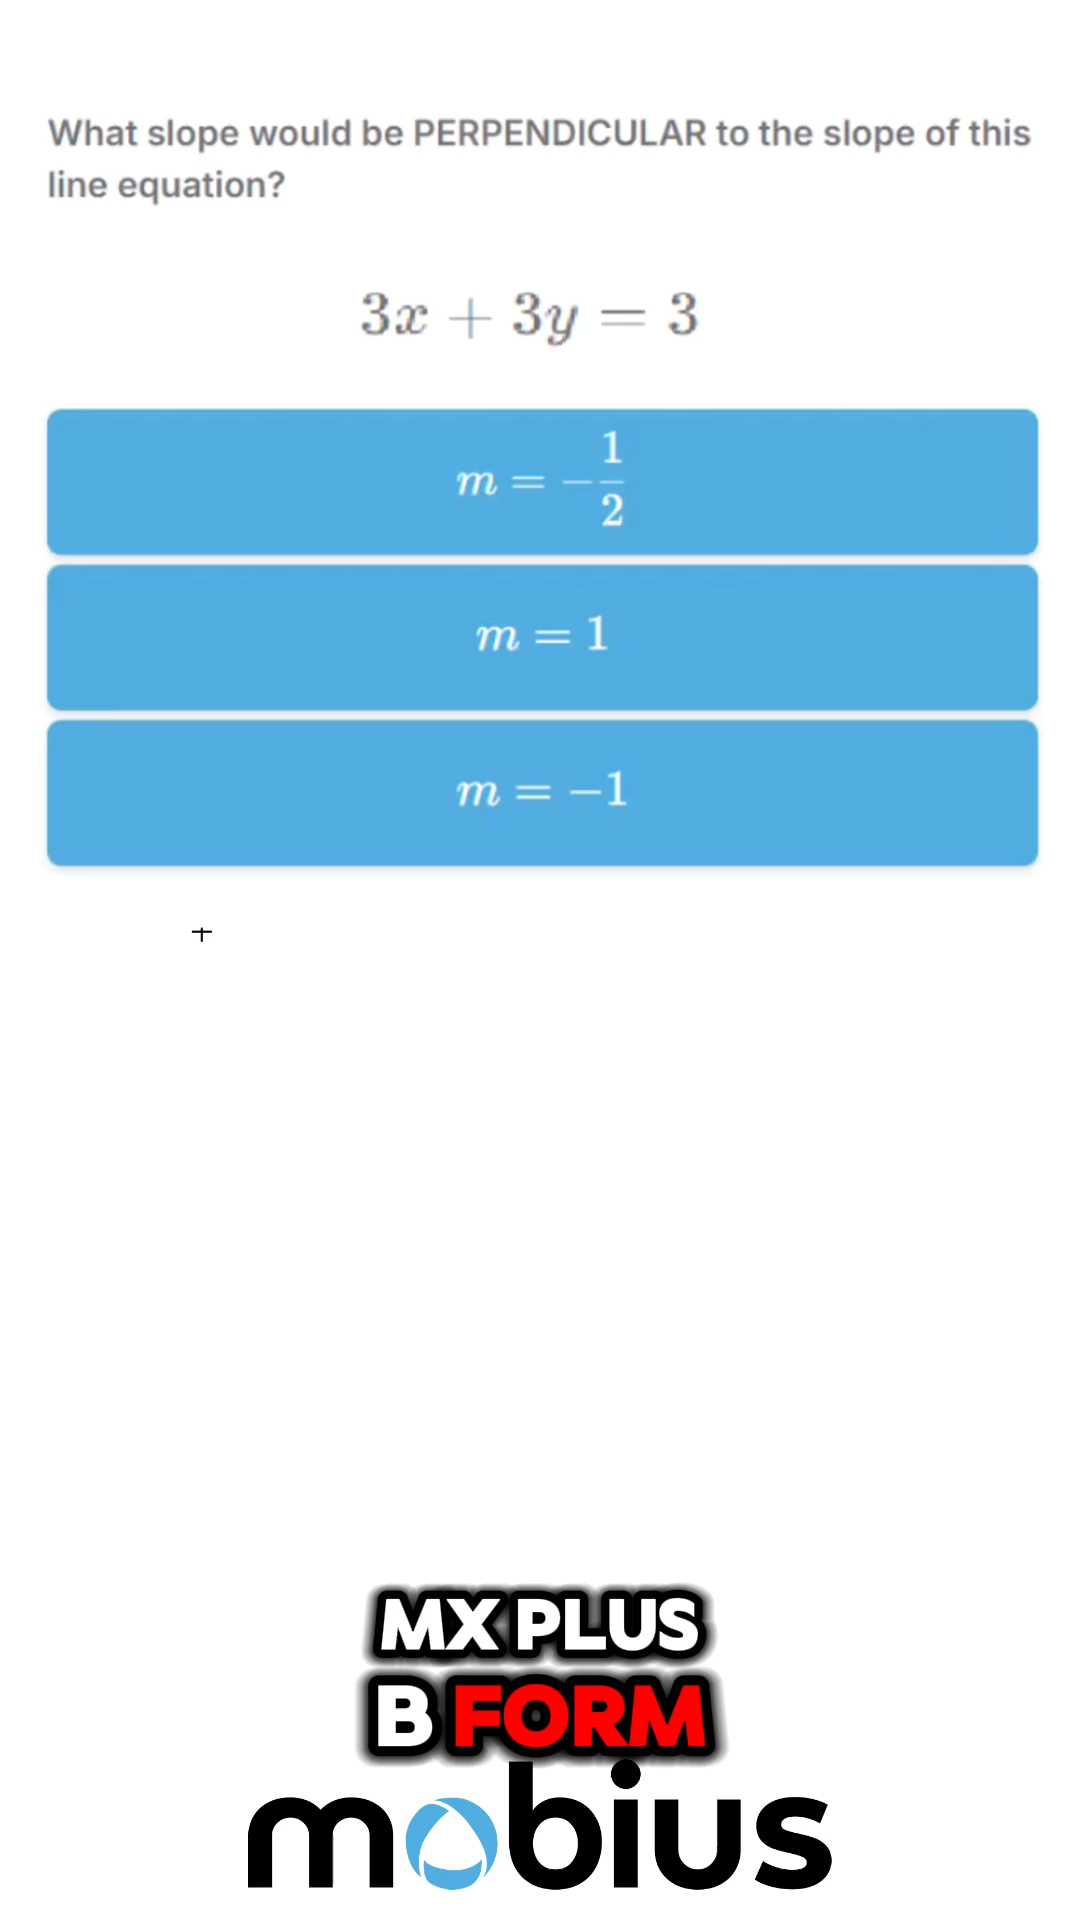 What slope would be PERPENDICULAR to the slope of this
line equation?
3x + 3y = 3
m = -\frac{1}{2}
m = 1
m = -1
MX PLUS
B FORM
mobius